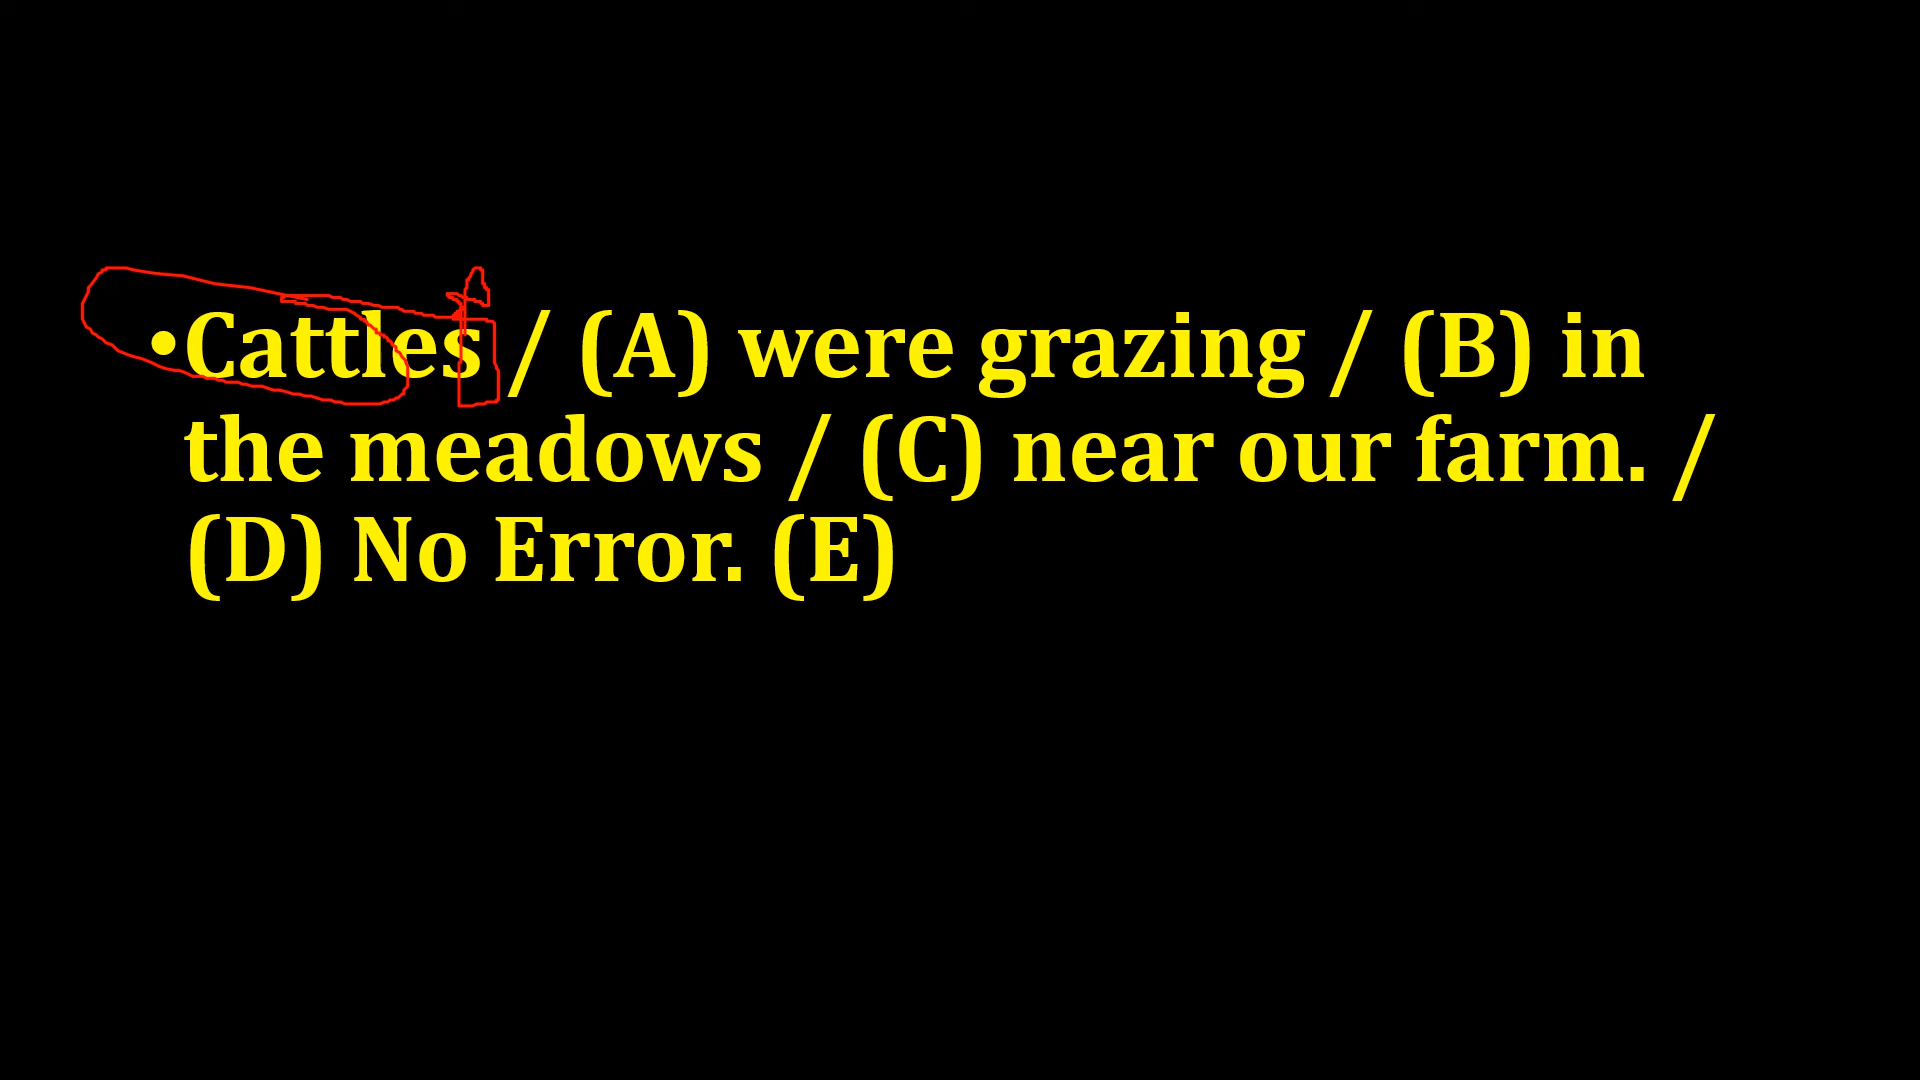 •Cattles / (A) were grazing / (B) in
the meadows / (C) near our farm. /
(D) No Error. (E)